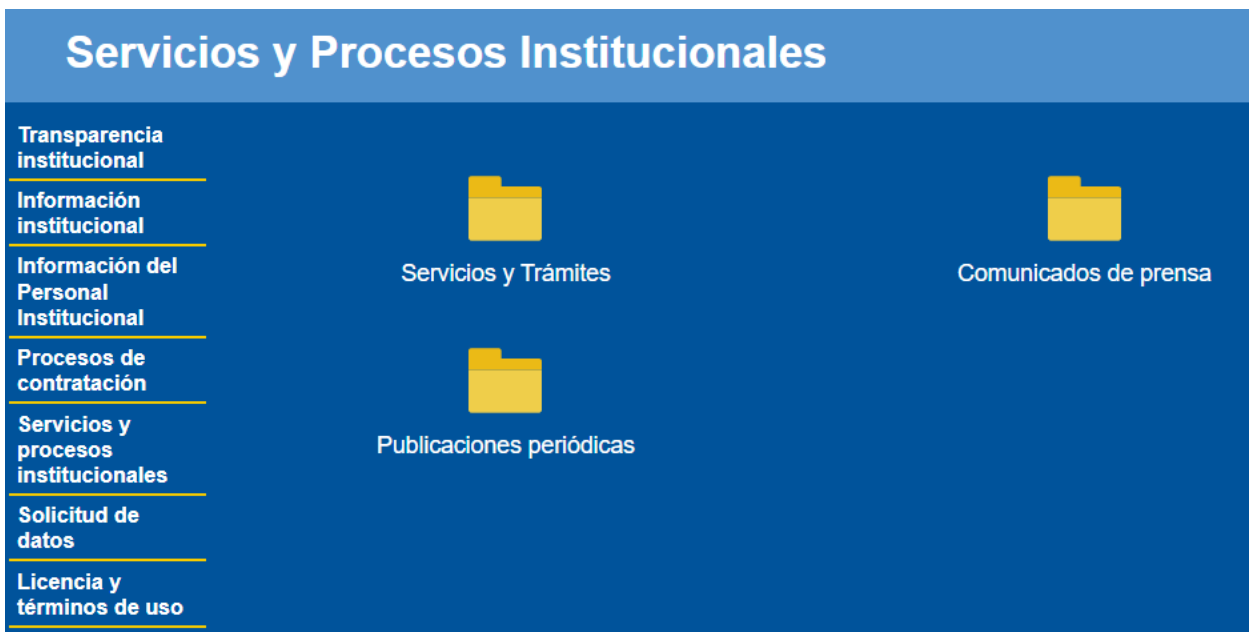 Servicios y Procesos Institucionales
Transparencia
institucional
Información
institucional
Información del
Personal
Institucional
Procesos de
contratación
Servicios y
procesos
institucionales
Solicitud de
datos
Licencia y
términos de uso
Servicios y Trámites
Comunicados de prensa
Publicaciones periódicas